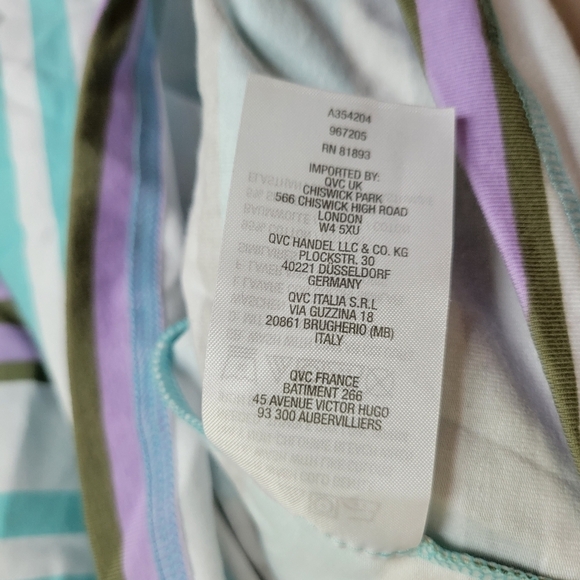 A354204
967205
RN 81893
IMPORTED BY:
QVC UK
CHISWICK PARK
566 CHISWICK HIGH ROAD
LONDON
W4 5XU
QVC HANDEL LLC & CO. KG
PLOCKSTR. 30
40221 DÜSSELDORF
GERMANY
QVC ITALIA S.R.L
VIA GUZZINA 18
20861 BRUGHERIO (MB)
ITALY
QVC FRANCE
BATIMENT 266
45 AVENUE VICTOR HUGO
93 300 AUBERVILLIERS